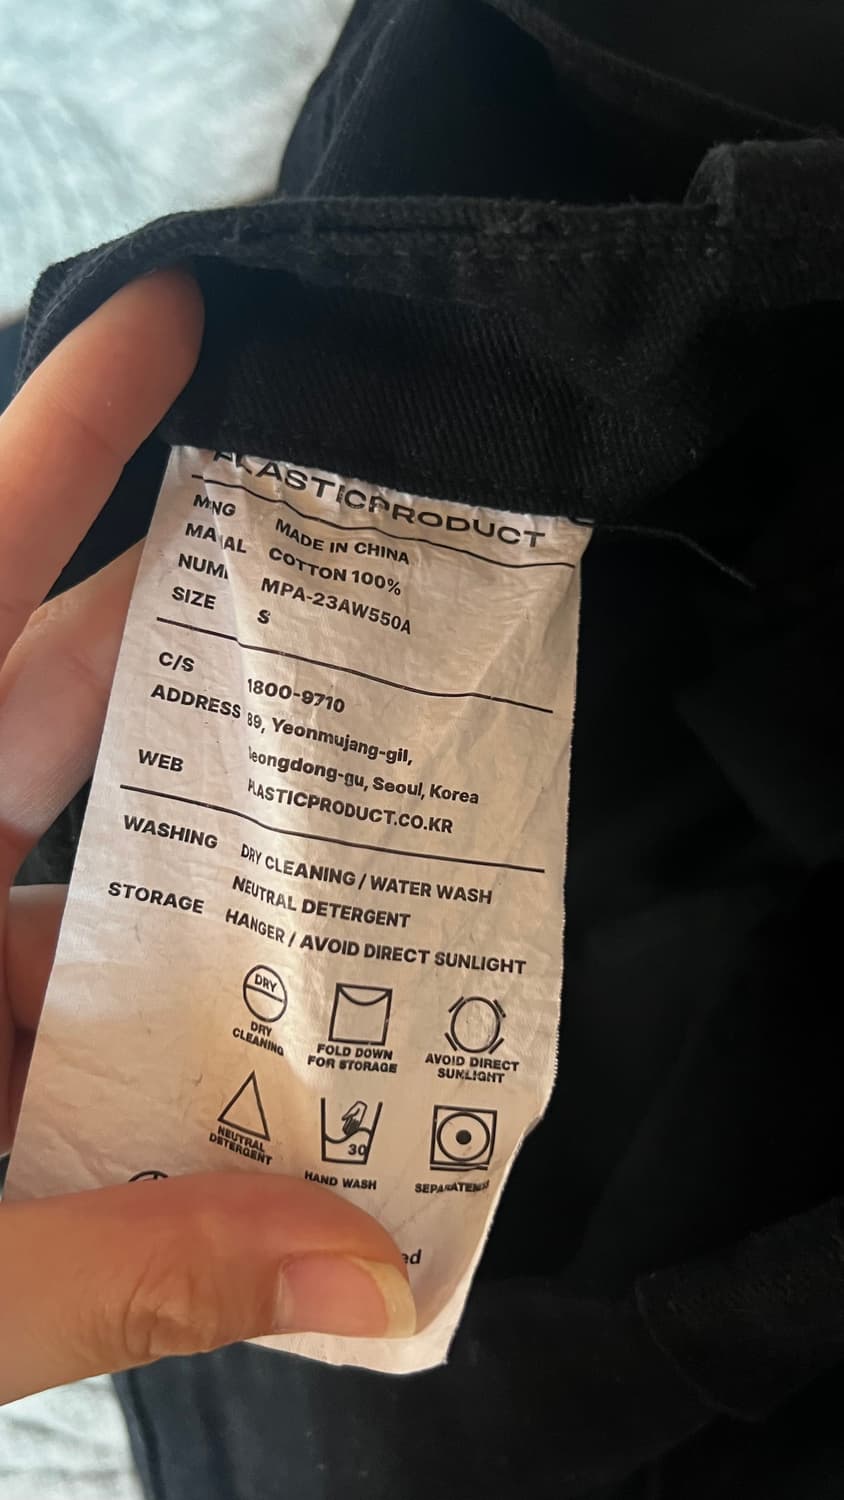 PLASTICPRODUCT
MADE IN CHINA
COTTON 100%
MPA-23AW550A
SIZE S
C/S 1800-9710
ADDRESS 89, Yeonmujang-gil,
eongdong-gu, Seoul, Korea
WEB PLASTICPRODUCT.CO.KR
WASHING DRY CLEANING / WATER WASH
NEUTRAL DETERGENT
STORAGE HANGER / AVOID DIRECT SUNLIGHT
DRY
DRY
CLEANING
FOLD DOWN
FOR STORAGE
AVOID DIRECT
SUNLIGHT
NEUTRAL
DETERGENT
30
HAND WASH